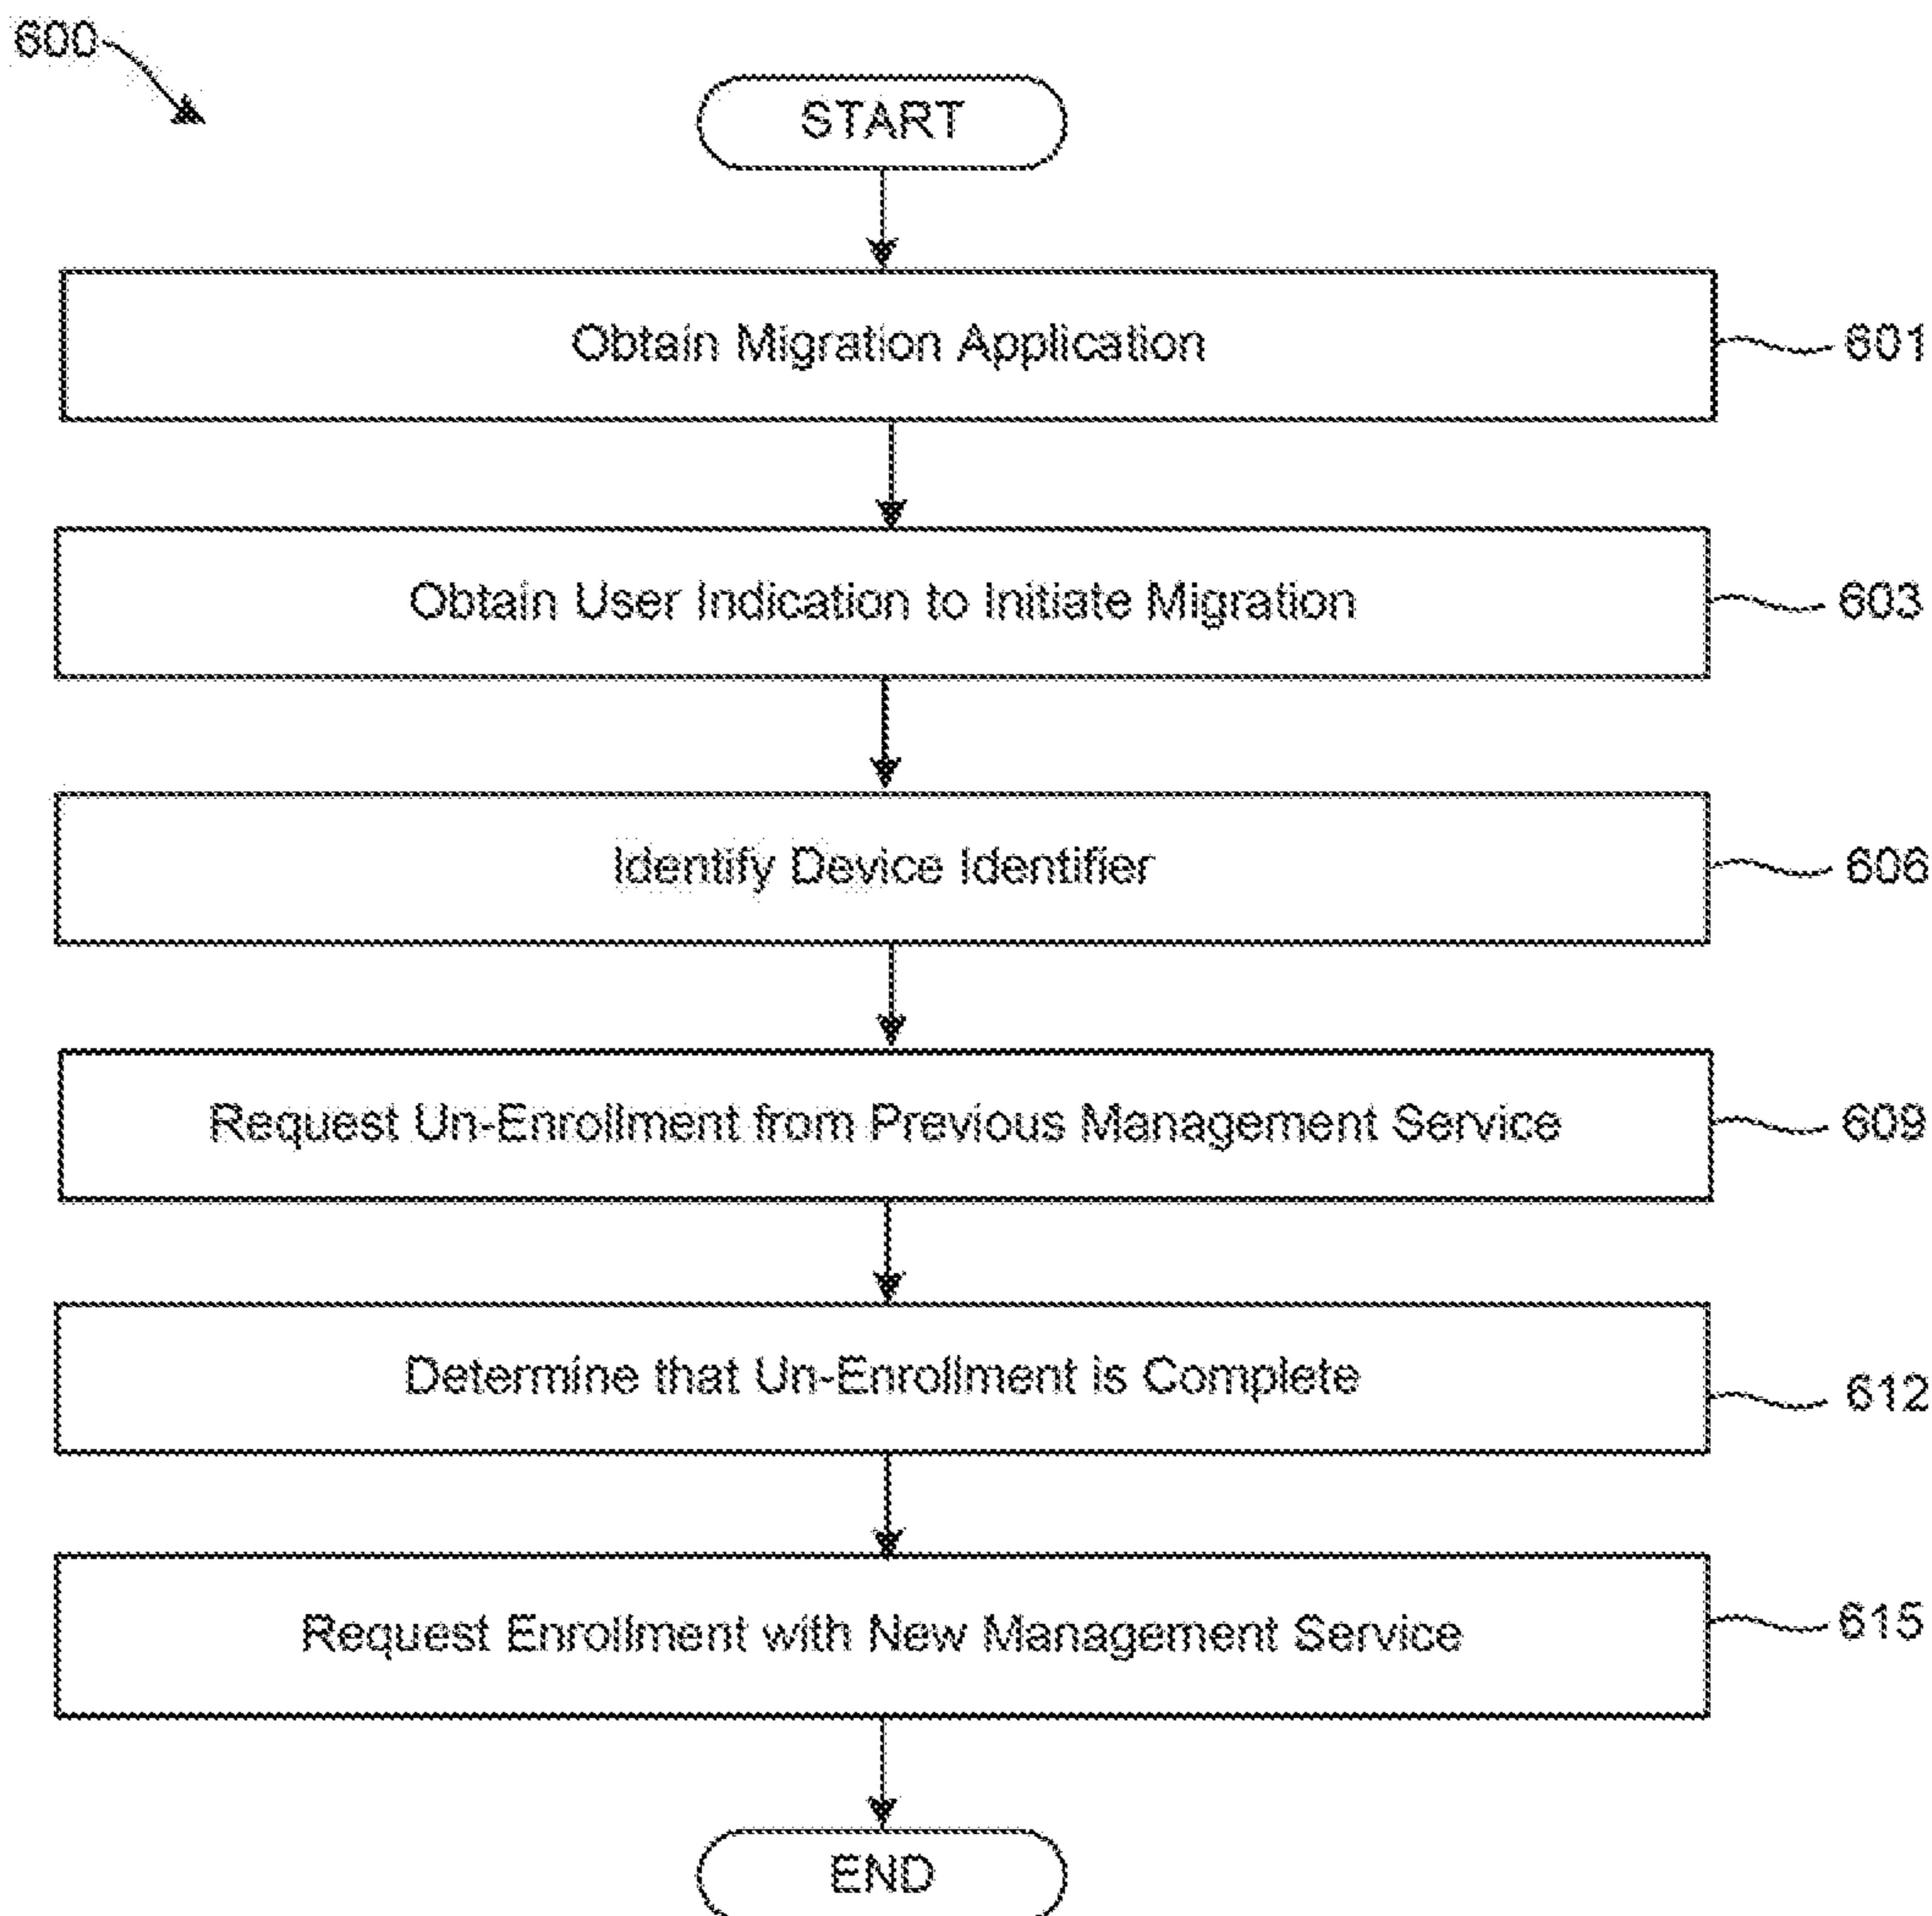 600
START
Obtain Migration Application
601
Obtain User Indication to Initiate Migration
603
Identify Device Identifier
606
Request Un-Enrollment from Previous Management Service
609
Determine that Un-Enrollment is Complete
612
Request Enrollment with New Management Service
615
END